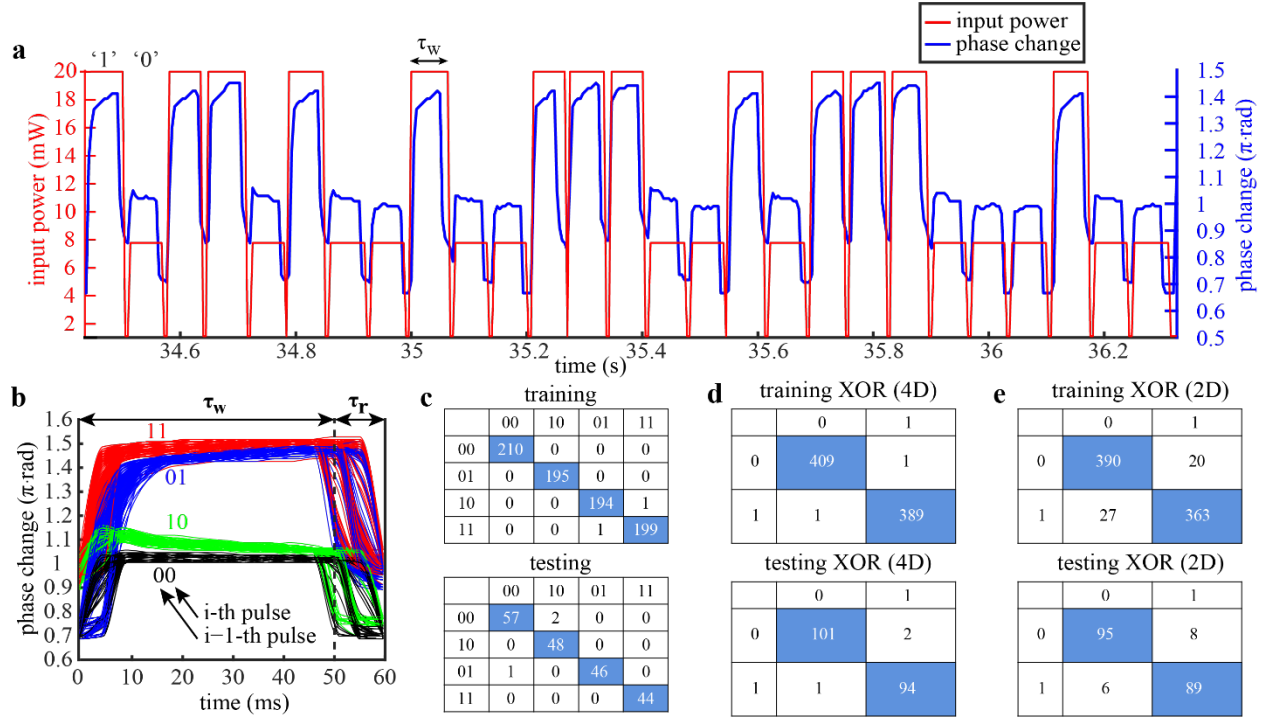 a
input power
phase change
'1' '0'
τw
20
18
16
14
12
10
8
6
4
2
input power (mW)
1.5
1.4
1.3
1.2
1.1
1
0.9
0.8
0.7
0.6
0.5
phase change (π·rad)
34.6 34.8 35 35.2 35.4 35.6 35.8 36 36.2
time (s)
b
τw τr
1.6
1.5
1.4
1.3
1.2
1.1
1
0.9
0.8
0.7
0.6
phase change (π·rad)
11
01
10
00
i-th pulse
i−1-th pulse
0 10 20 30 40 50 60
time (ms)
c
training
00 10 01 11
00 210 0 0 0
01 0 195 0 0
10 0 0 194 1
11 0 0 1 199
testing
00 10 01 11
00 57 2 0 0
10 0 48 0 0
01 1 0 46 0
11 0 0 0 44
d
training XOR (4D)
0 1
0 409 1
1 1 389
testing XOR (4D)
0 1
0 101 2
1 1 94
e
training XOR (2D)
0 1
0 390 20
1 27 363
testing XOR (2D)
0 1
0 95 8
1 6 89